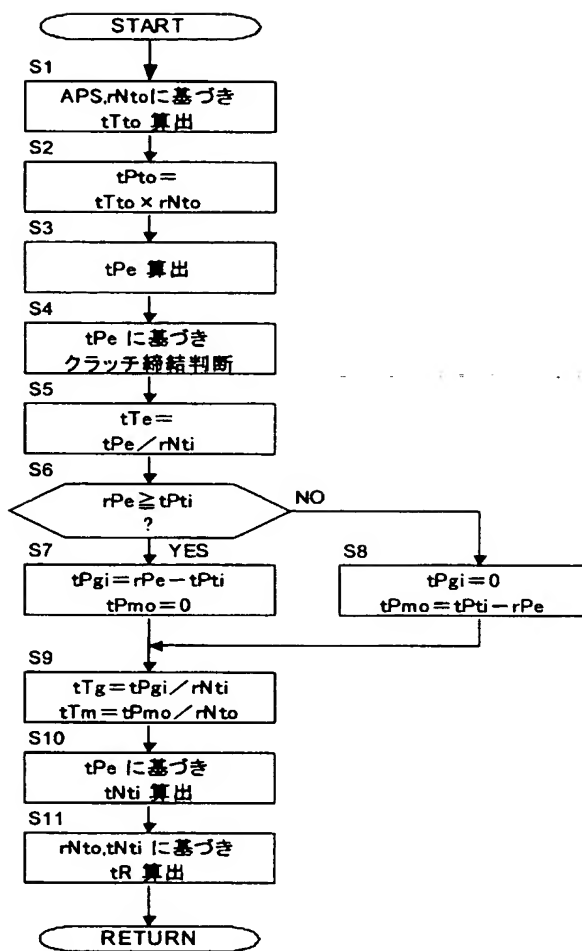 START
S1
APS,rNtoに基づき
tTto 算出
S2
tPto＝
tTto × rNto
S3
tPe 算出
S4
tPe に基づき
クラッチ締結判断
S5
tTe＝
tPe／rNti
S6
rPe≧tPti
?
NO
S7
YES
S8
tPgi＝rPe－tPti
tPmo＝0
tPgi＝0
tPmo＝tPti－rPe
S9
tTg＝tPgi／rNti
tTm＝tPmo／rNto
S10
tPe に基づき
tNti 算出
S11
rNto,tNti に基づき
tR 算出
RETURN